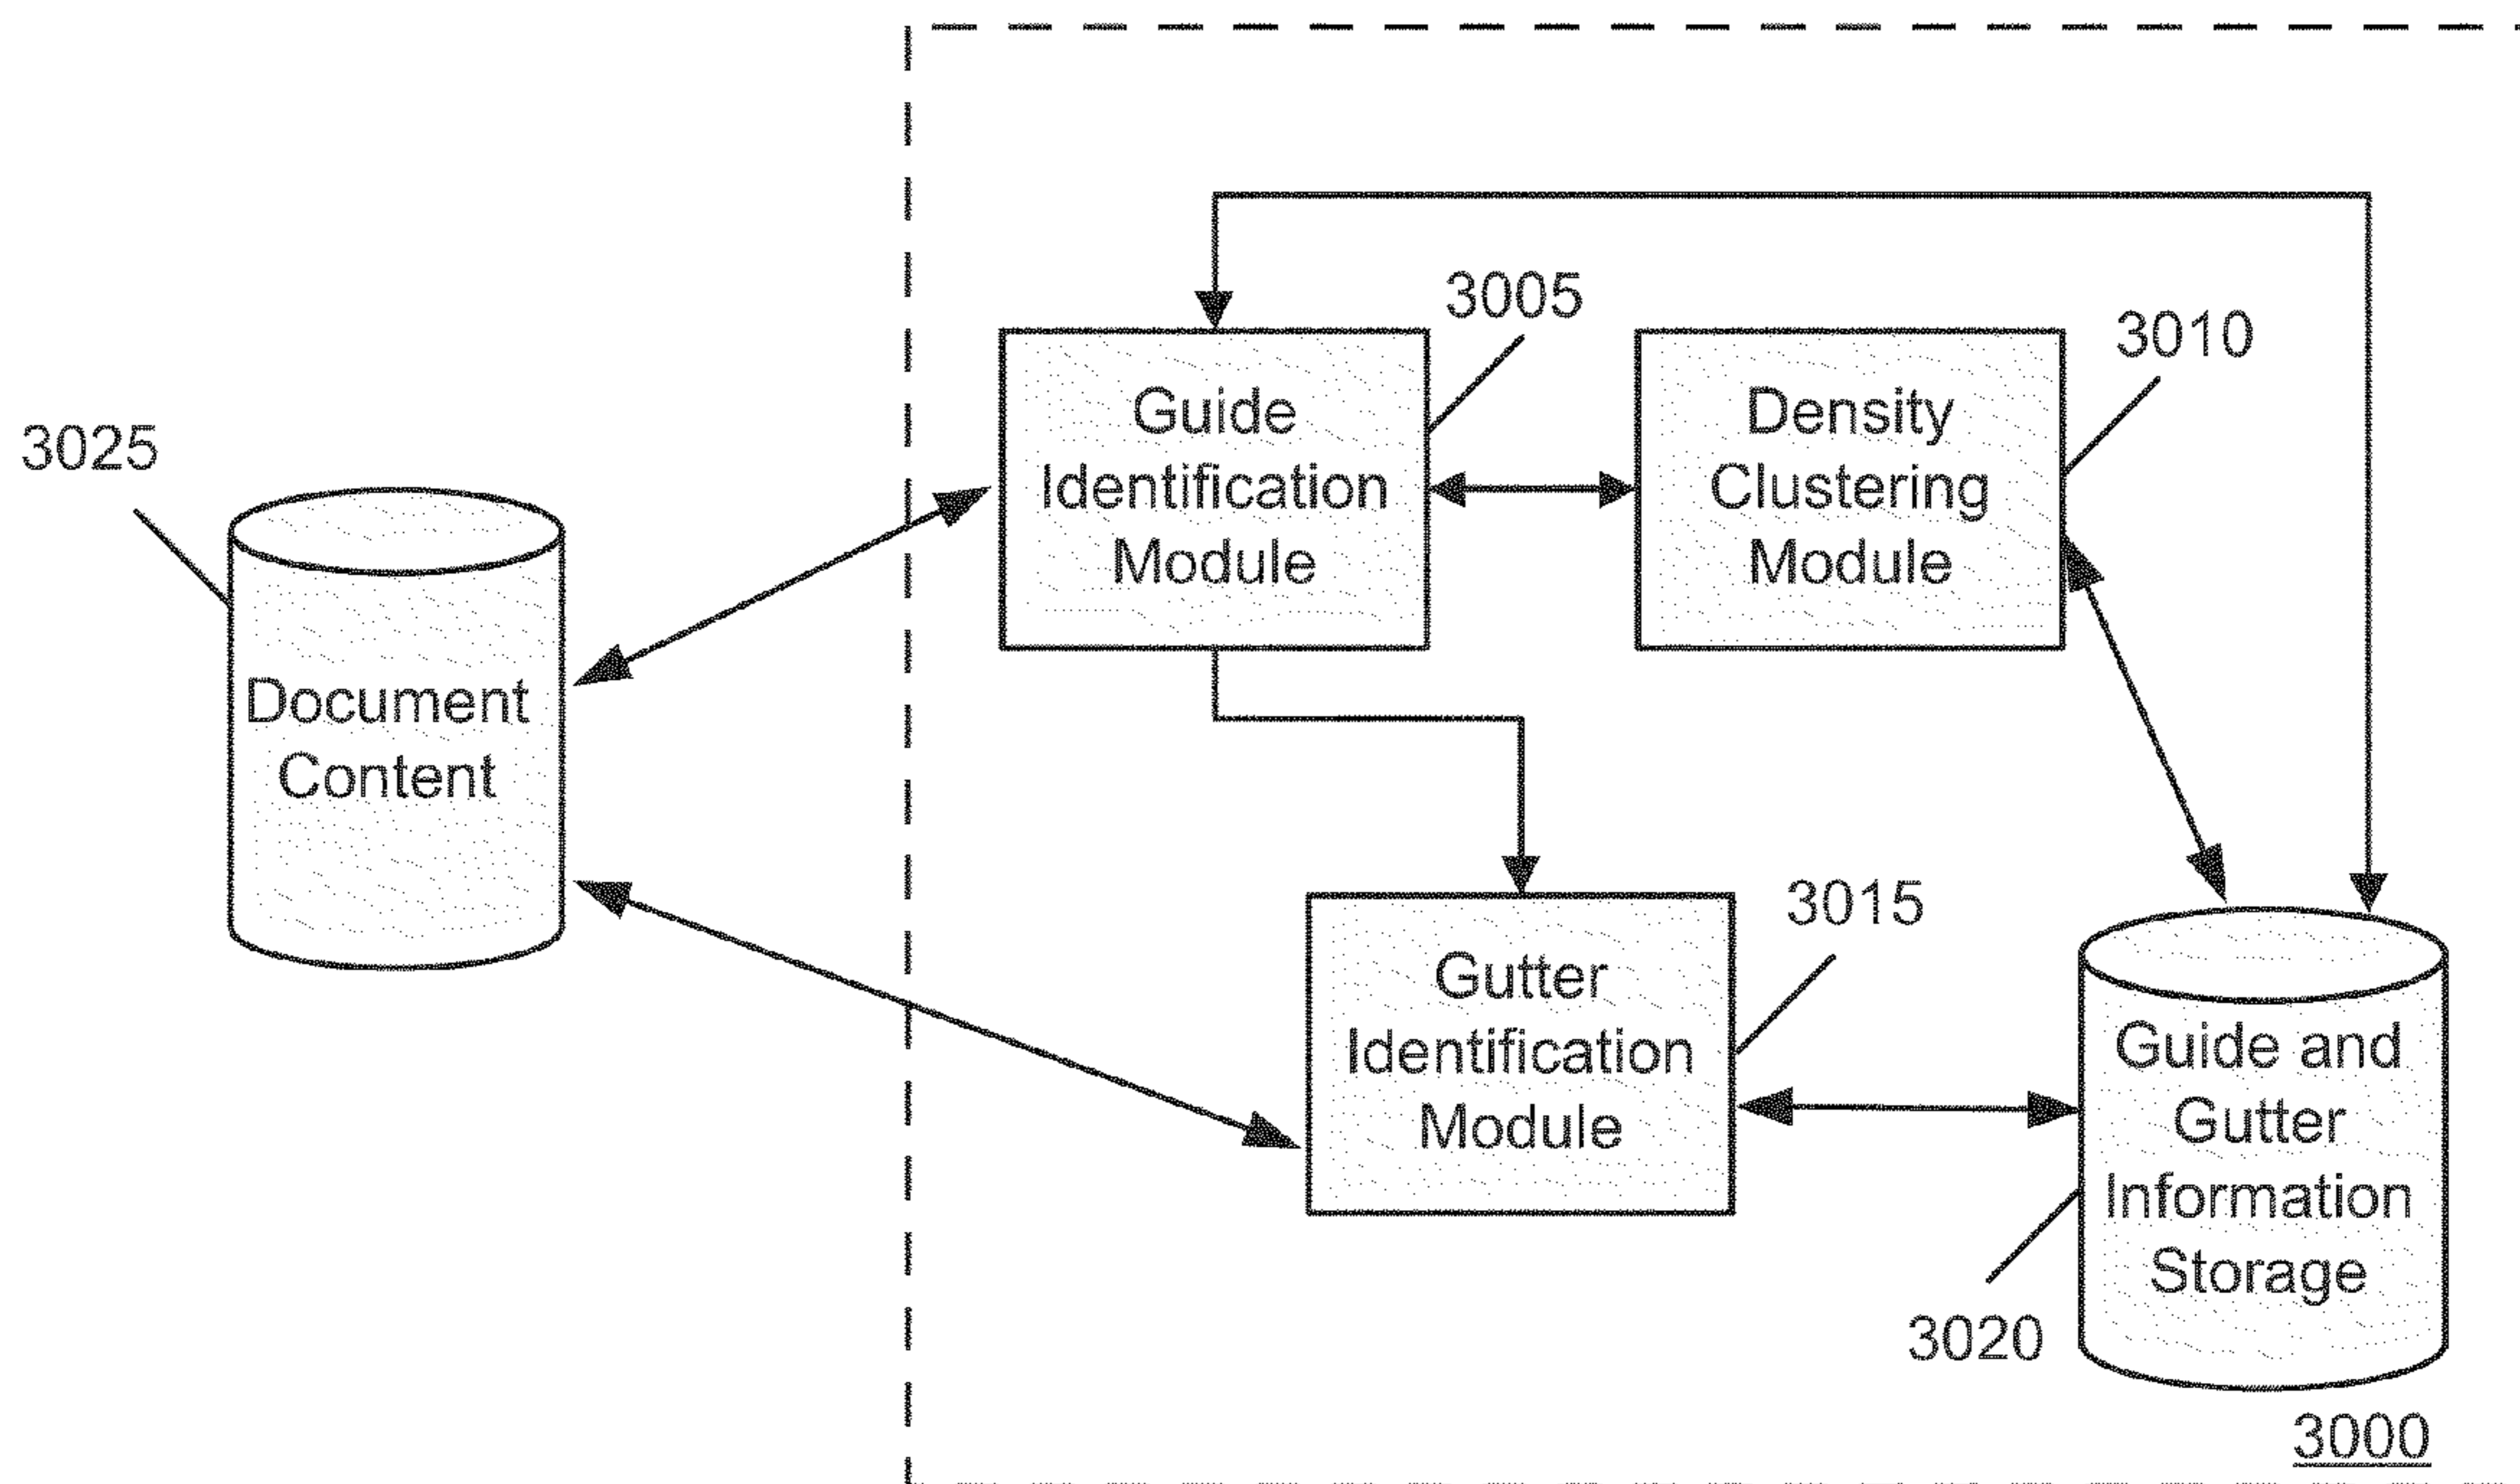 3005
3010
Guide
Identification
Module
Density
Clustering
Module
3025
Document
Content
3015
Gutter
Identification
Module
Guide and
Gutter
Information
Storage
3020
3000